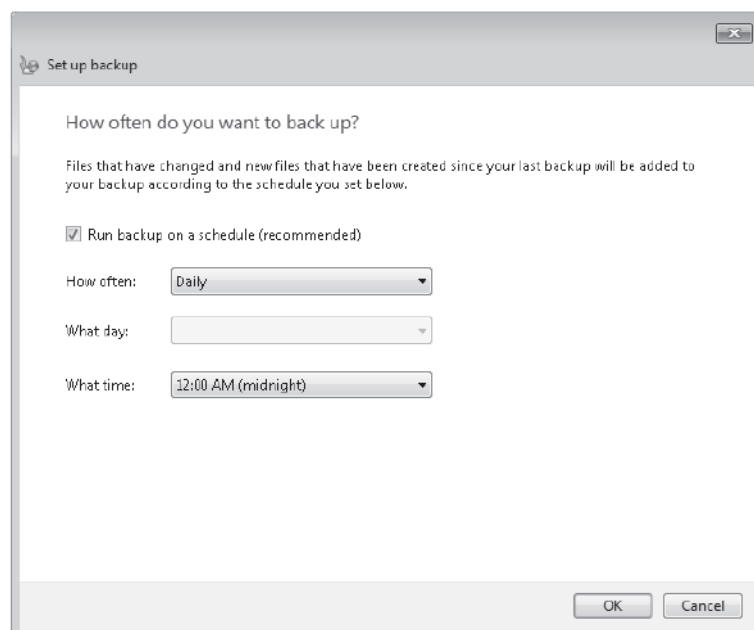 Set up backup
How often do you want to back up?
Files that have changed and new files that have been created since your last backup will be added to
your backup according to the schedule you set below.
Run backup on a schedule (recommended)
How often: Daily
What day:
What time: 12:00 AM (midnight)
OK Cancel